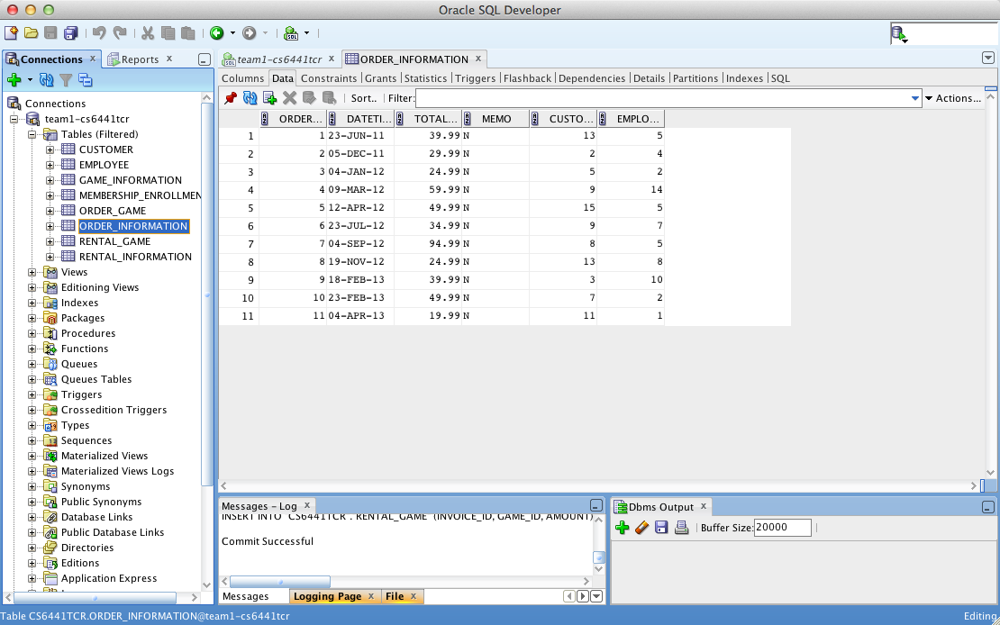 Oracle SQL Developer
Connections x Reports x
Connections
team1-cs6441tcr
Tables (Filtered)
CUSTOMER
EMPLOYEE
GAME_INFORMATION
MEMBERSHIP_ENROLLMEN
ORDER_GAME
ORDER_INFORMATION
RENTAL_GAME
RENTAL_INFORMATION
Views
Editioning Views
Indexes
Packages
Procedures
Functions
Queues
Queues Tables
Triggers
Crossedition Triggers
Types
Sequences
Materialized Views
Materialized Views Logs
Synonyms
Public Synonyms
Database Links
Public Database Links
Directories
Editions
Application Express
team1-cs6441tcr x ORDER_INFORMATION x
Columns Data Constraints Grants Statistics Triggers Flashback Dependencies Details Partitions Indexes SQL
Sort.. Filter: Actions...
ORDER... DATETI... TOTAL... MEMO CUSTO... EMPLO...
1 1 23-JUN-11 39.99 N 13 5
2 2 05-DEC-11 29.99 N 2 4
3 3 04-JAN-12 24.99 N 5 2
4 4 09-MAR-12 59.99 N 9 14
5 5 12-APR-12 49.99 N 15 5
6 6 23-JUL-12 34.99 N 9 7
7 7 04-SEP-12 94.99 N 8 5
8 8 19-NOV-12 24.99 N 13 8
9 9 18-FEB-13 39.99 N 3 10
10 10 23-FEB-13 49.99 N 7 2
11 11 04-APR-13 19.99 N 11 1
Messages - Log x
INSERT INTO "CS6441TCR"."RENTAL_GAME" (INVOICE_ID, GAME_ID, AMOUNT)
Commit Successful
Messages Logging Page x File x
Dbms Output x
Buffer Size: 20000
Table CS6441TCR.ORDER_INFORMATION@team1-cs6441tcr Editing